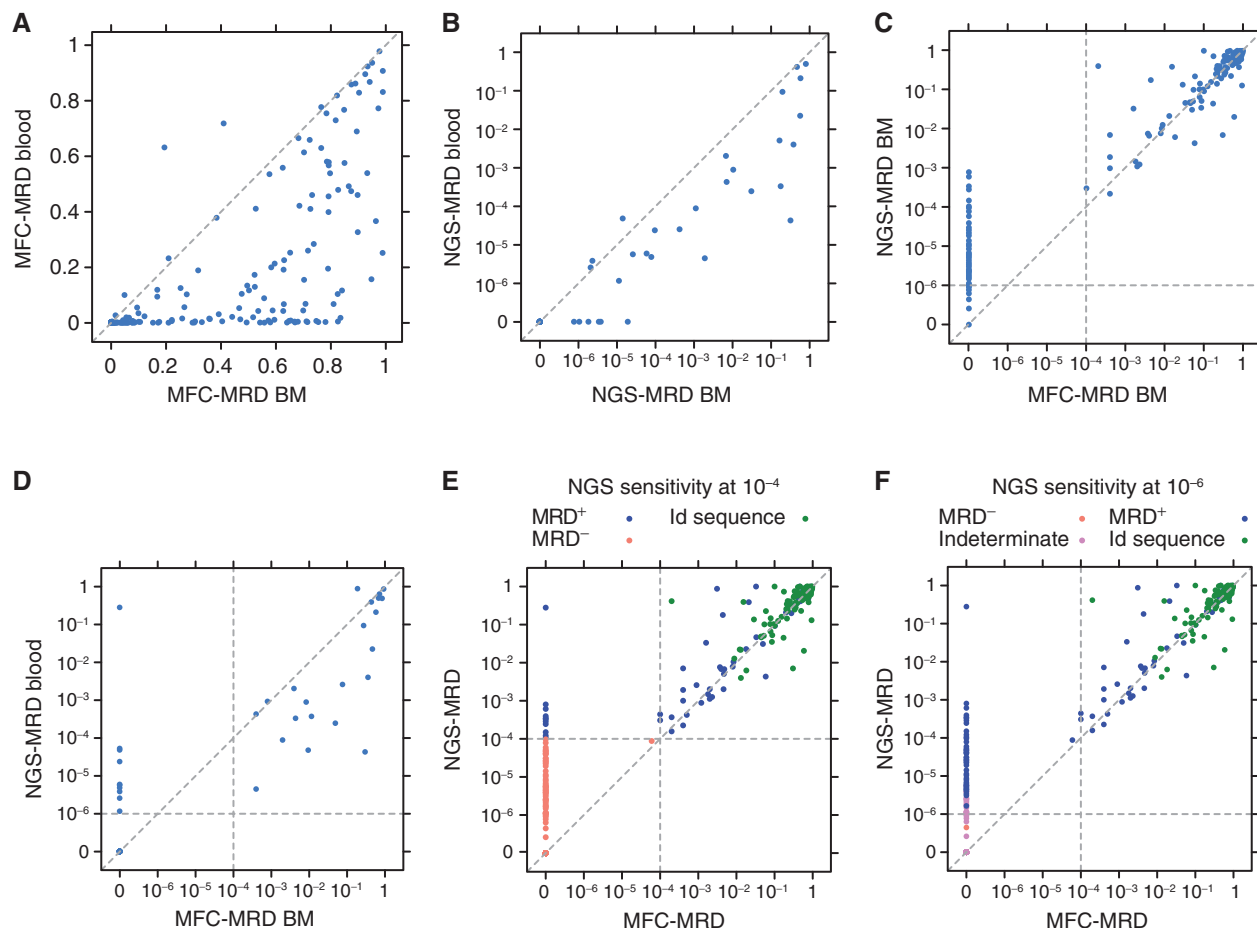 A
1
0.8
0.6
0.4
0.2
0
MFC-MRD blood
0 0.2 0.4 0.6 0.8 1
MFC-MRD BM
B
1
10⁻¹
10⁻²
10⁻³
10⁻⁴
10⁻⁵
10⁻⁶
0
NGS-MRD blood
0 10⁻⁶ 10⁻⁵ 10⁻⁴ 10⁻³ 10⁻² 10⁻¹ 1
NGS-MRD BM
C
1
10⁻¹
10⁻²
10⁻³
10⁻⁴
10⁻⁵
10⁻⁶
0
NGS-MRD BM
0 10⁻⁶ 10⁻⁵ 10⁻⁴ 10⁻³ 10⁻² 10⁻¹ 1
MFC-MRD BM
D
1
10⁻¹
10⁻²
10⁻³
10⁻⁴
10⁻⁵
10⁻⁶
0
NGS-MRD blood
0 10⁻⁶ 10⁻⁵ 10⁻⁴ 10⁻³ 10⁻² 10⁻¹ 1
MFC-MRD BM
E
NGS sensitivity at 10⁻⁴
MRD⁺ Id sequence
MRD⁻
1
10⁻¹
10⁻²
10⁻³
10⁻⁴
10⁻⁵
10⁻⁶
0
NGS-MRD
0 10⁻⁶ 10⁻⁵ 10⁻⁴ 10⁻³ 10⁻² 10⁻¹ 1
MFC-MRD
F
NGS sensitivity at 10⁻⁶
MRD⁻ MRD⁺
Indeterminate Id sequence
1
10⁻¹
10⁻²
10⁻³
10⁻⁴
10⁻⁵
10⁻⁶
0
NGS-MRD
0 10⁻⁶ 10⁻⁵ 10⁻⁴ 10⁻³ 10⁻² 10⁻¹ 1
MFC-MRD